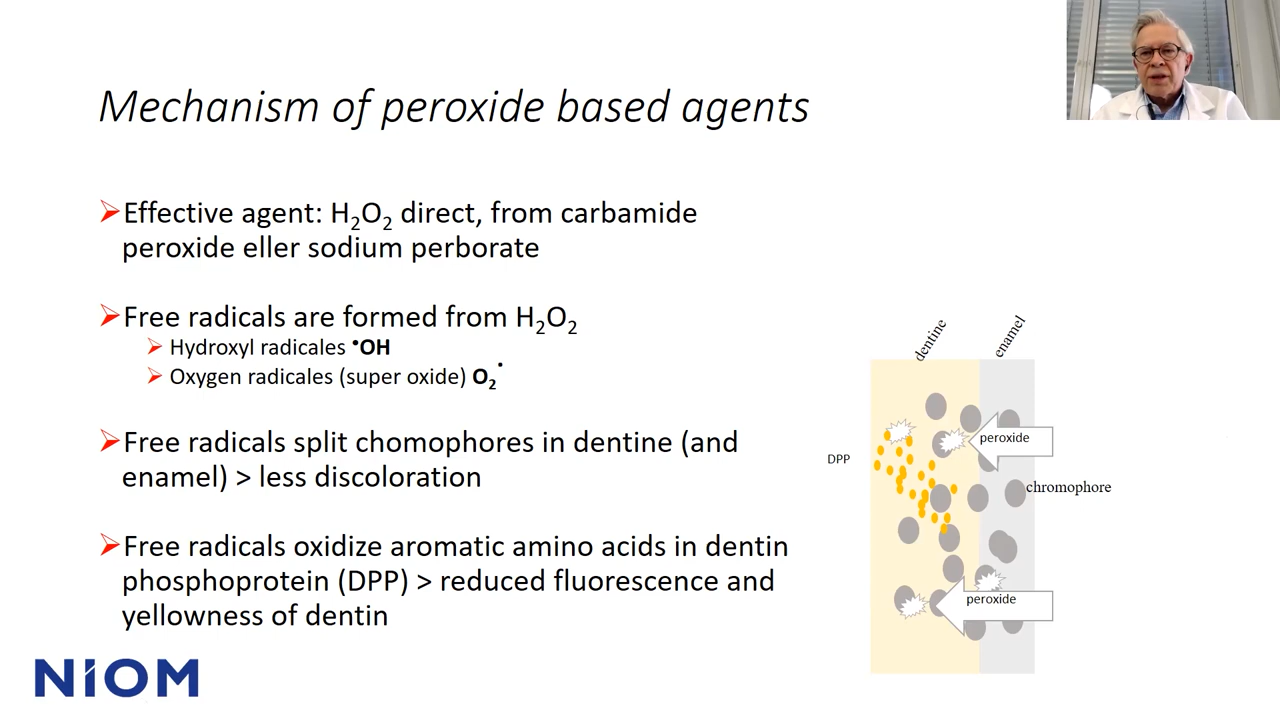 Mechanism of peroxide based agents
➢Effective agent: H₂O₂ direct, from carbamide
peroxide eller sodium perborate
➢Free radicals are formed from H₂O₂
➢ Hydroxyl radicales •OH
➢ Oxygen radicales (super oxide) O₂•
➢Free radicals split chomophores in dentine (and
enamel) > less discoloration
➢Free radicals oxidize aromatic amino acids in dentin
phosphoprotein (DPP) > reduced fluorescence and
yellowness of dentin
dentine
enamel
peroxide
DPP
chromophore
peroxide
NIOM